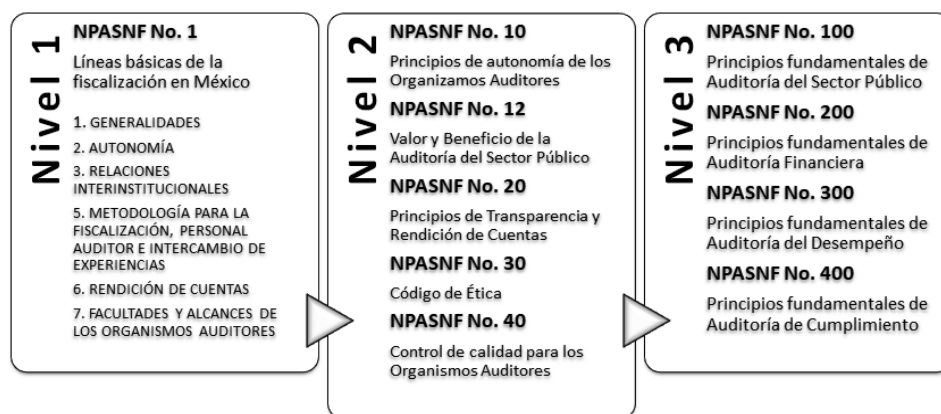 Nivel 1
NPASNF No. 1
Líneas básicas de la
fiscalización en México
1. GENERALIDADES
2. AUTONOMÍA
3. RELACIONES
INTERINSTITUCIONALES
5. METODOLOGÍA PARA LA
FISCALIZACIÓN, PERSONAL
AUDITOR E INTERCAMBIO DE
EXPERIENCIAS
6. RENDICIÓN DE CUENTAS
7. FACULTADES Y ALCANCES DE
LOS ORGANISMOS AUDITORES
Nivel 2
NPASNF No. 10
Principios de autonomía de los
Organizamos Auditores
NPASNF No. 12
Valor y Beneficio de la
Auditoría del Sector Público
NPASNF No. 20
Principios de Transparencia y
Rendición de Cuentas
NPASNF No. 30
Código de Ética
NPASNF No. 40
Control de calidad para los
Organismos Auditores
Nivel 3
NPASNF No. 100
Principios fundamentales de
Auditoría del Sector Público
NPASNF No. 200
Principios fundamentales de
Auditoría Financiera
NPASNF No. 300
Principios fundamentales de
Auditoría del Desempeño
NPASNF No. 400
Principios fundamentales de
Auditoría de Cumplimiento